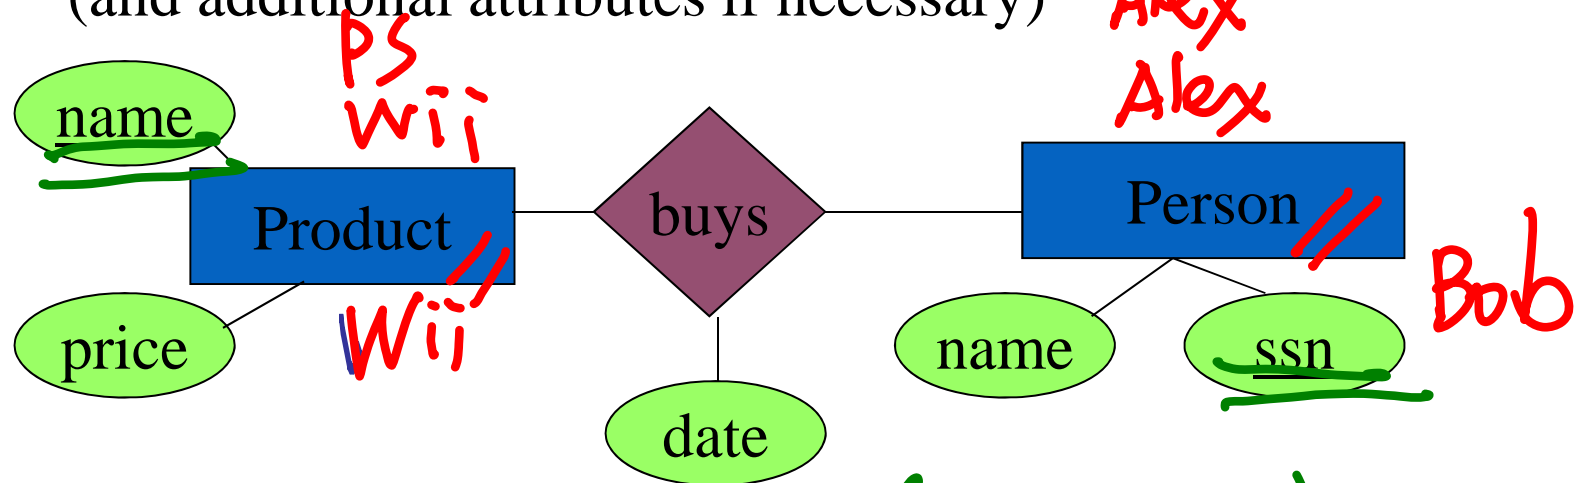 (and additional attributes if necessary)
Alex
PS
Alex
Wii
name
Product
buys
Person
Wii
Bob
price
name
ssn
date